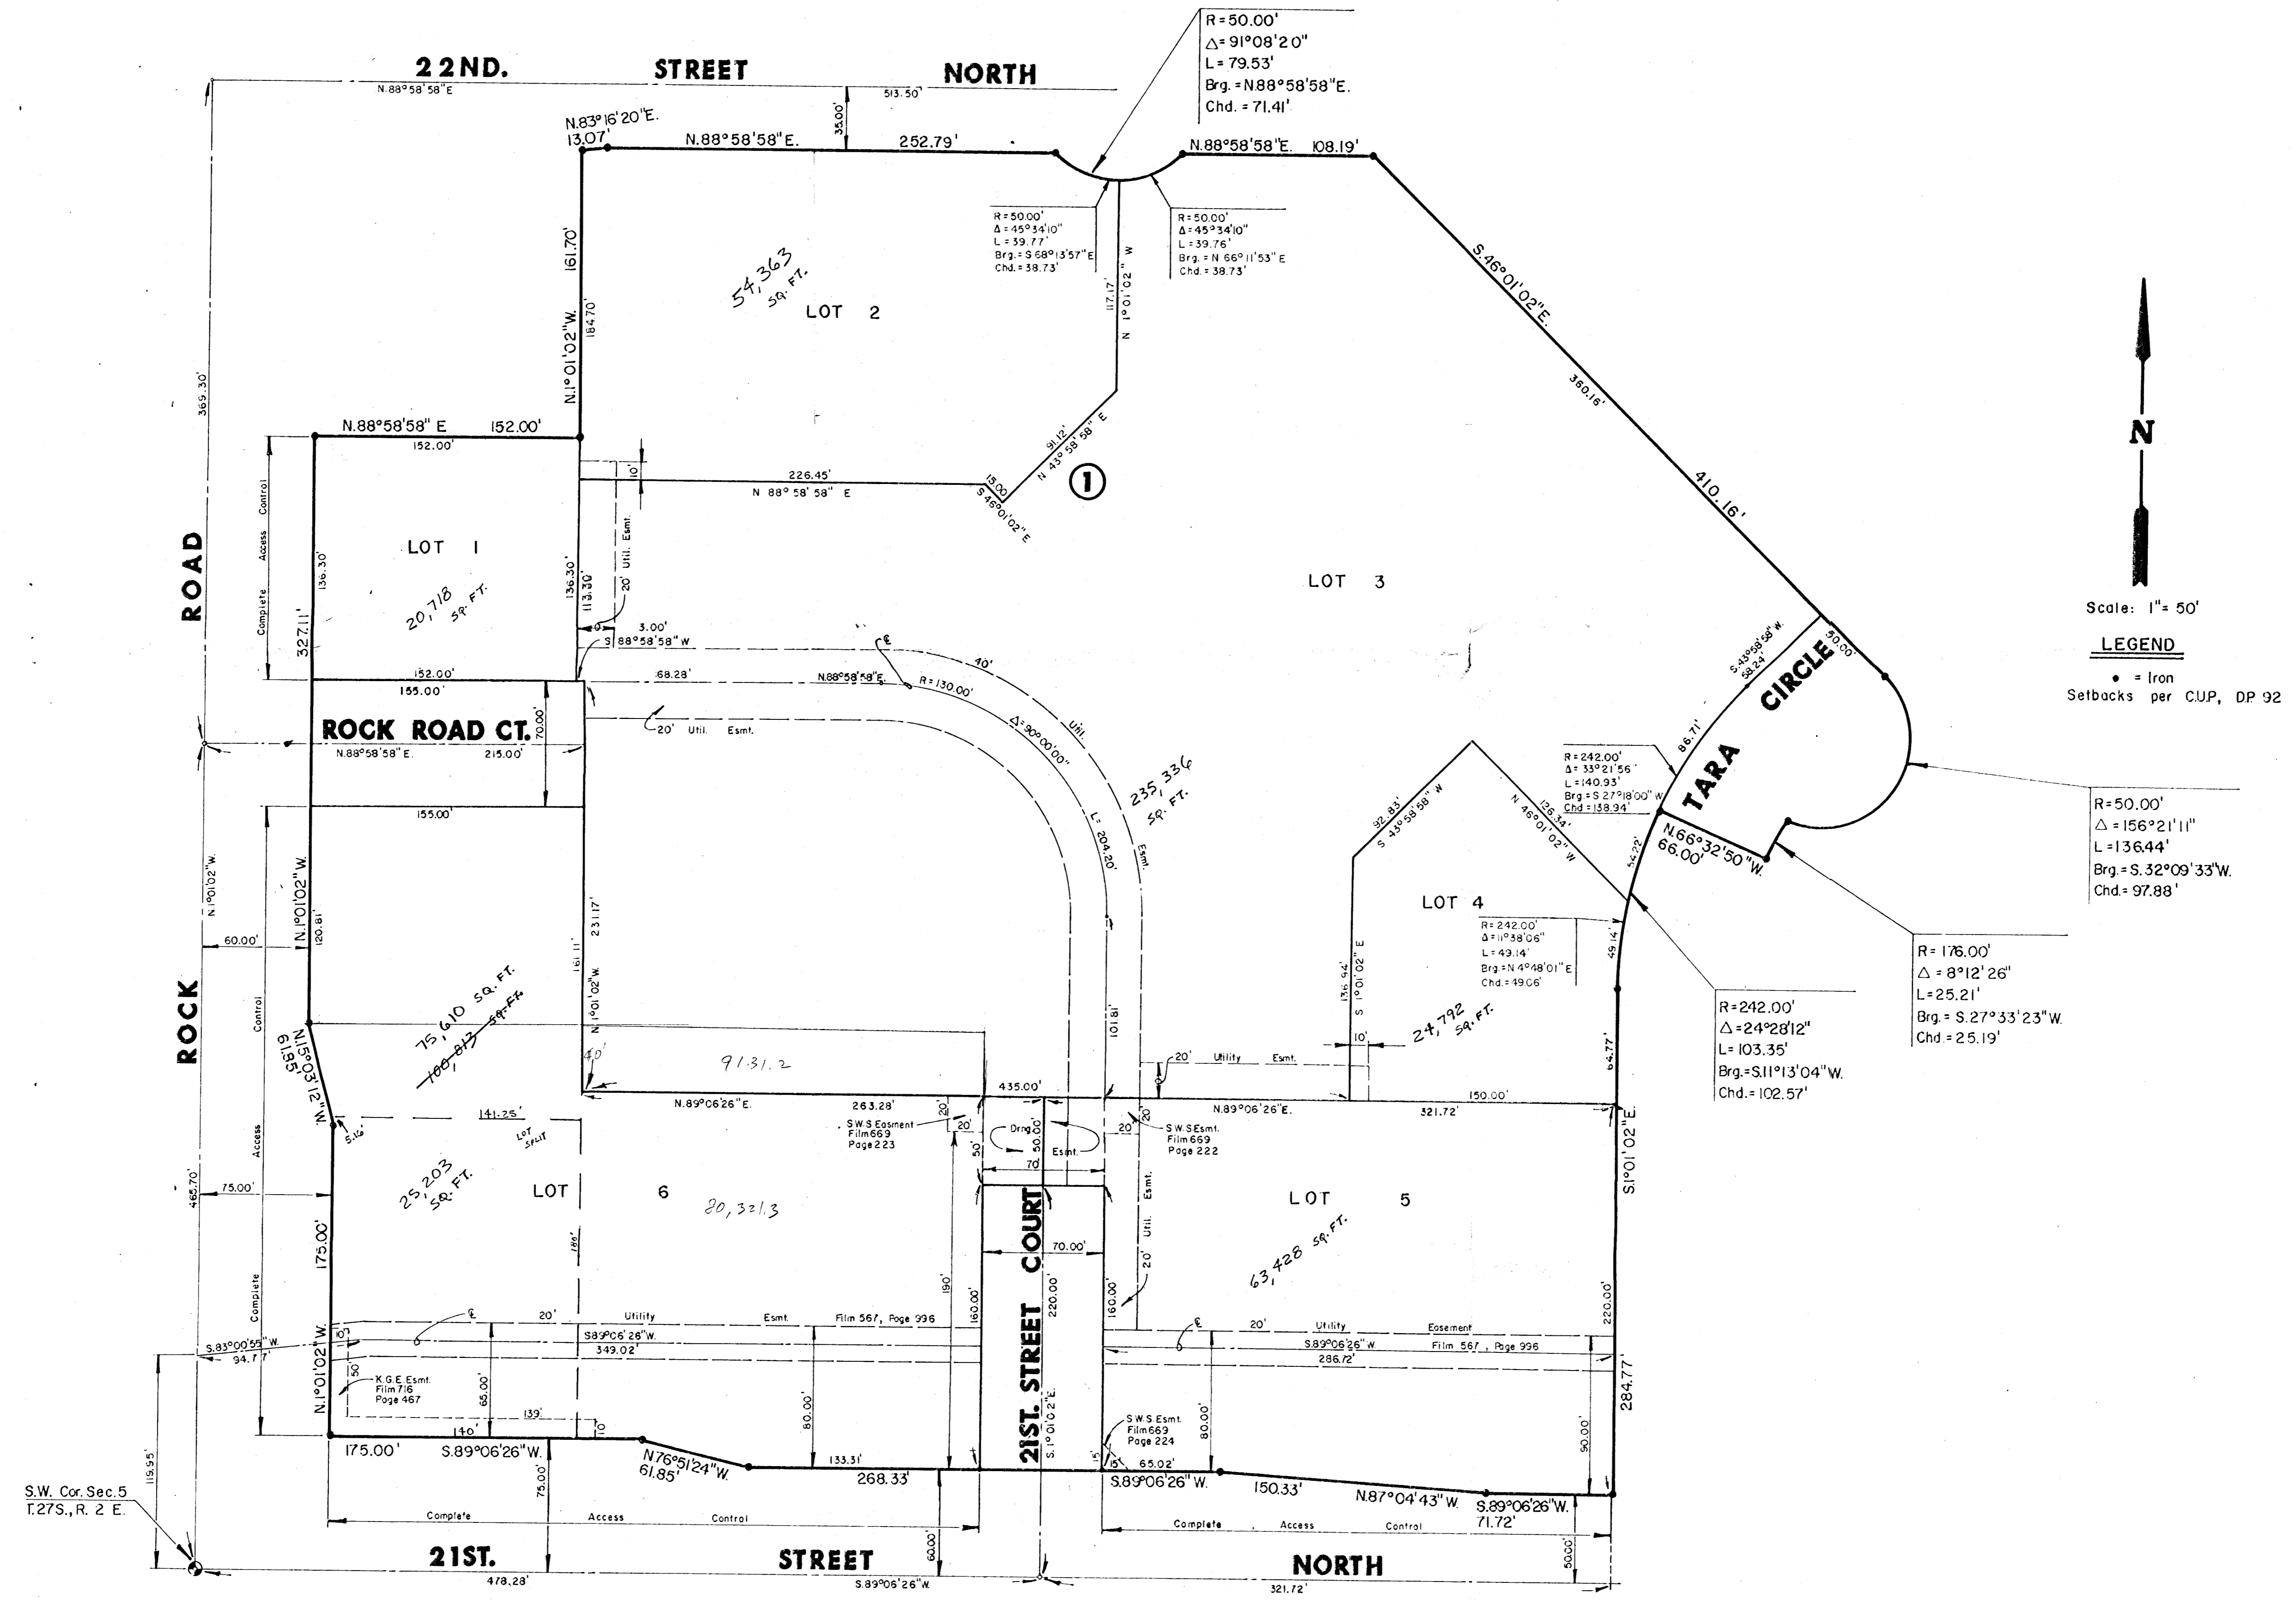 22ND. STREET NORTH
N.88°58'58"E
513.50'
R=50.00'
Δ=91°08'20"
L=79.53'
Brg.=N.88°58'58"E.
Chd.=71.41'
N.83°16'20"E.
13.07'
N.88°58'58"E. 252.79'
35.00'
N.88°58'58"E. 108.19'
R=50.00'
Δ=45°34'10"
L=39.77'
Brg.=S 68°13'57"E
Chd.=38.73'
R=50.00'
Δ=45°34'10"
L=39.76'
Brg.=N 66°11'53"E
Chd.=38.73'
369.30'
N.1°01'02"W. 161.70'
184.70'
54,363
SQ. FT.
LOT 2
117.17'
N 1°01'02" W
S.46°01'02"E.
360.16'
410.16'
N
Scale: 1"=50'
LEGEND
• = Iron
Setbacks per C.U.P., D.P. 92
N.88°58'58" E 152.00'
152.00'
Complete Access Control
136.30'
LOT 1
20,718
SQ. FT.
136.30'
113.30'
20' Util. Esmt.
10'
226.45'
N 88°58'58" E
15.00
S 46°01'02" E
91.12'
N 43°58'58" E
1
LOT 3
327.11'
ROCK ROAD
3.00'
S 88°58'58" W
152.00'
155.00'
ROCK ROAD CT.
70.00'
N.88°58'58"E. 215.00'
155.00'
68.28'
N.88°58'58"E.
R=130.00'
40'
Util.
Esmt.
20' Util. Esmt.
Δ=90°00'00"
L=204.20'
235,336
SQ. FT.
S.43°58'58"W.
58.24'
50.00'
86.71'
TARA CIRCLE
R=242.00'
Δ=33°21'56"
L=140.93'
Brg.=S 27°18'00" W
Chd=138.94'
N.66°32'50"W.
66.00'
54.22'
R=50.00'
Δ=156°21'11"
L=136.44'
Brg.=S.32°09'33"W.
Chd.=97.88'
92.83'
S 43°58'58" W
126.34'
N 46°01'02" W
LOT 4
R=242.00'
Δ=11°38'06"
L=49.14'
Brg.=N 4°48'01" E
Chd.=49.06'
49.14'
136.94'
S 1°01'02" E
24,792
SQ. FT.
10'
64.77'
R=176.00'
Δ=8°12'26"
L=25.21'
Brg.=S.27°33'23"W.
Chd.=25.19'
R=242.00'
Δ=24°28'12"
L=103.35'
Brg.=S.11°13'04"W.
Chd.=102.57'
N.1°01'02"W.
60.00'
N.1°01'02"W.
120.81'
231.17'
161.11'
N.1°01'02"W.
101.81'
75,610 SQ. FT.
100,813 SQ. FT.
N.15°03'12"W.
61.85'
40'
9131.2
N.89°06'26"E. 263.28'
435.00'
20' Utility Esmt.
N.89°06'26"E. 321.72'
150.00'
141.25'
LOT
SPLIT
5.16'
S.W.S Easment
Film 669
Page 223
20'
20'
50'
Drng. Esmt.
50.00'
70'
20'
20'
S.W.S Esmt.
Film 669
Page 222
S.1°01'02"E.
25,203
SQ. FT.
465.70'
75.00'
Complete Access Control
LOT 6
80,321.3
LOT 5
63,428 SQ. FT.
175.00'
N.1°01'02"W.
180'
190'
160.00'
70.00'
21ST. STREET COURT
220.00'
S.1°01'02"E.
160.00'
20' Util. Esmt.
220.00'
284.77'
20' Utility Esmt. Film 567, Page 996
S89°06'26"W.
349.02'
20' Utility Easement
S.89°06'26"W. Film 567, Page 996
286.72'
S.83°00'55"W.
94.77'
10'
50'
K.G.E Esmt.
Film 716
Page 467
65.00'
80.00'
139'
140'
10'
175.00' S.89°06'26"W.
N76°51'24"W.
61.85'
133.31'
268.33'
S.W.S Esmt.
Film 669
Page 224
15'
15'
65.02'
S.89°06'26"W.
80.00'
90.00'
150.33' N.87°04'43"W.
S.89°06'26"W.
71.72'
119.95'
S.W. Cor. Sec. 5
T.27S., R. 2 E.
75.00'
60.00'
50.00'
Complete Access Control
Complete Access Control
21ST. STREET NORTH
478.28'
S.89°06'26"W.
321.72'